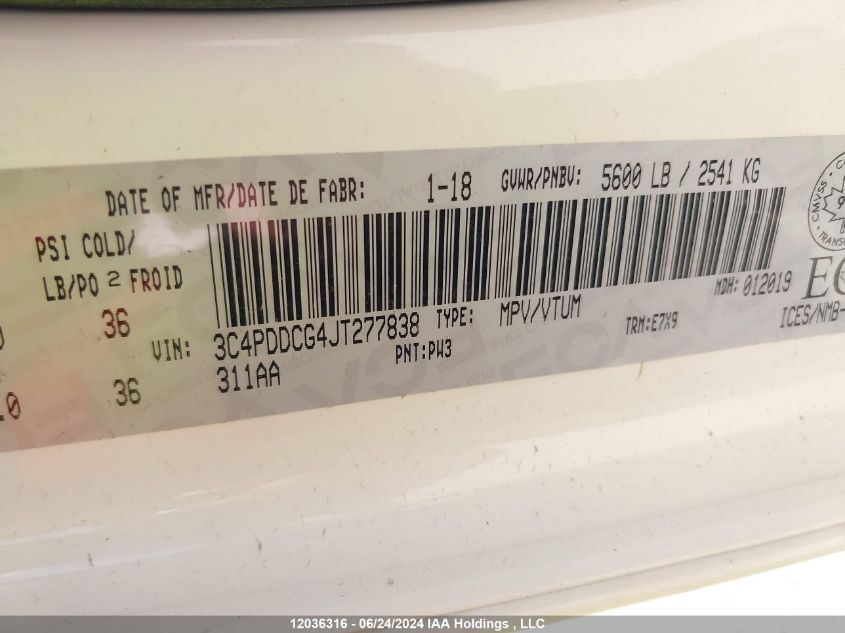 DATE OF MFR/DATE DE FABR: 1-18 GVWR/PNBV: 5600 LB / 2541 KG
PSI COLD/
LB/PO 2 FROID
36
VIN: 3C4PDDCG4JT277838 TYPE: MPV/VTUM TRM:E7X9 MDH: 012019
PNT:PW3
36
311AA
CMVSS
ICES/NMB-
12036316 - 06/24/2024 IAA Holdings , LLC